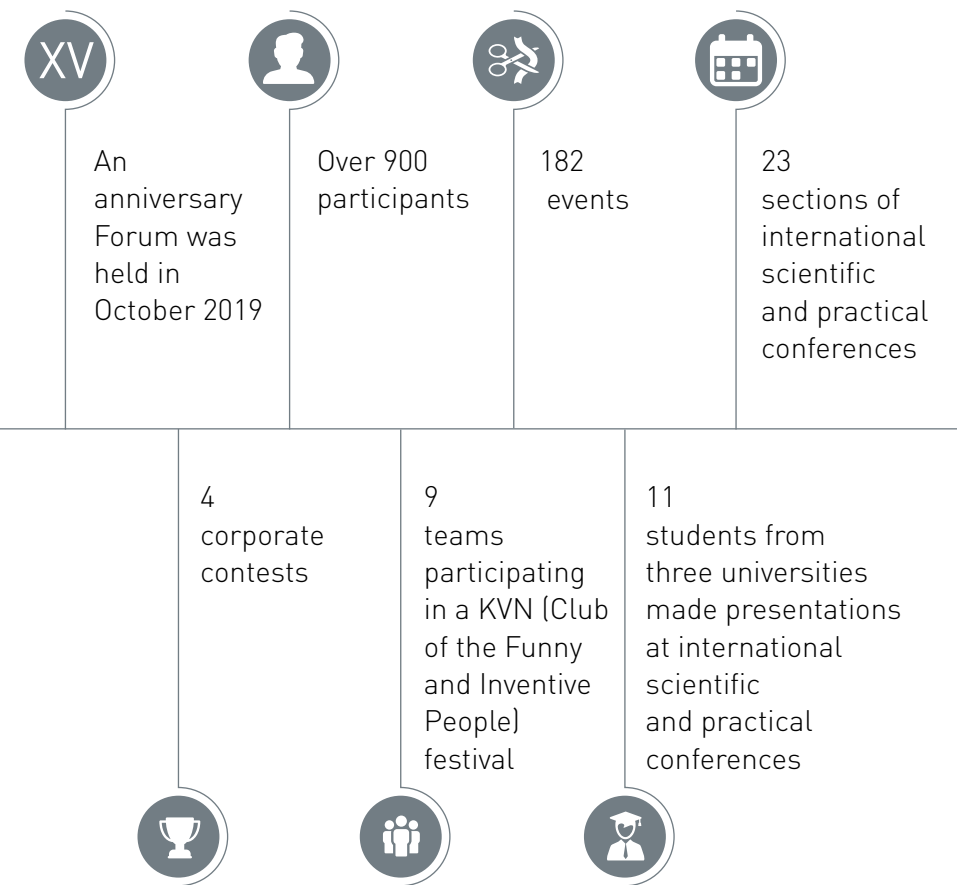 XV
An
anniversary
Forum was
held in
October 2019
Over 900
participants
182
events
23
sections of
international
scientific
and practical
conferences
4
corporate
contests
9
teams
participating
in a KVN (Club
of the Funny
and Inventive
People)
festival
11
students from
three universities
made presentations
at international
scientific
and practical
conferences